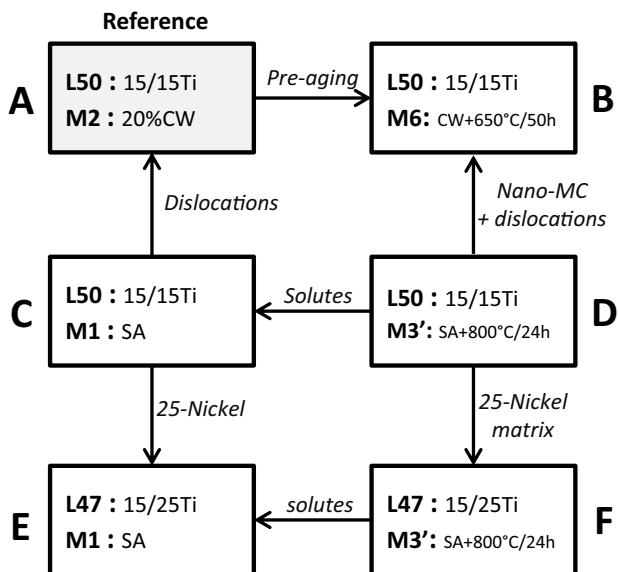 Reference
A
L50 : 15/15Ti
M2 : 20%CW
Pre-aging
L50 : 15/15Ti
M6: CW+650°C/50h
B
Dislocations
Nano-MC
+ dislocations
C
L50 : 15/15Ti
M1 : SA
Solutes
L50 : 15/15Ti
M3’: SA+800°C/24h
D
25-Nickel
25-Nickel
matrix
E
L47 : 15/25Ti
M1 : SA
solutes
L47 : 15/25Ti
M3’: SA+800°C/24h
F